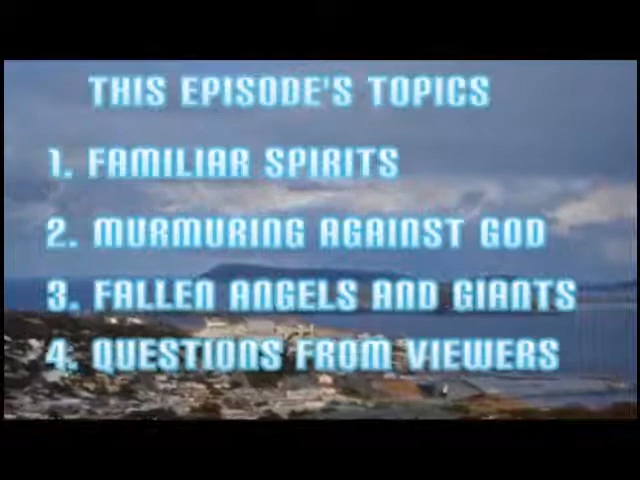 THIS EPISODE'S TOPICS
1. FAMILIAR SPIRITS
2. MURMURING AGAINST GOD
3. FALLEN ANGELS AND GIANTS
4. QUESTIONS FROM VIEWERS